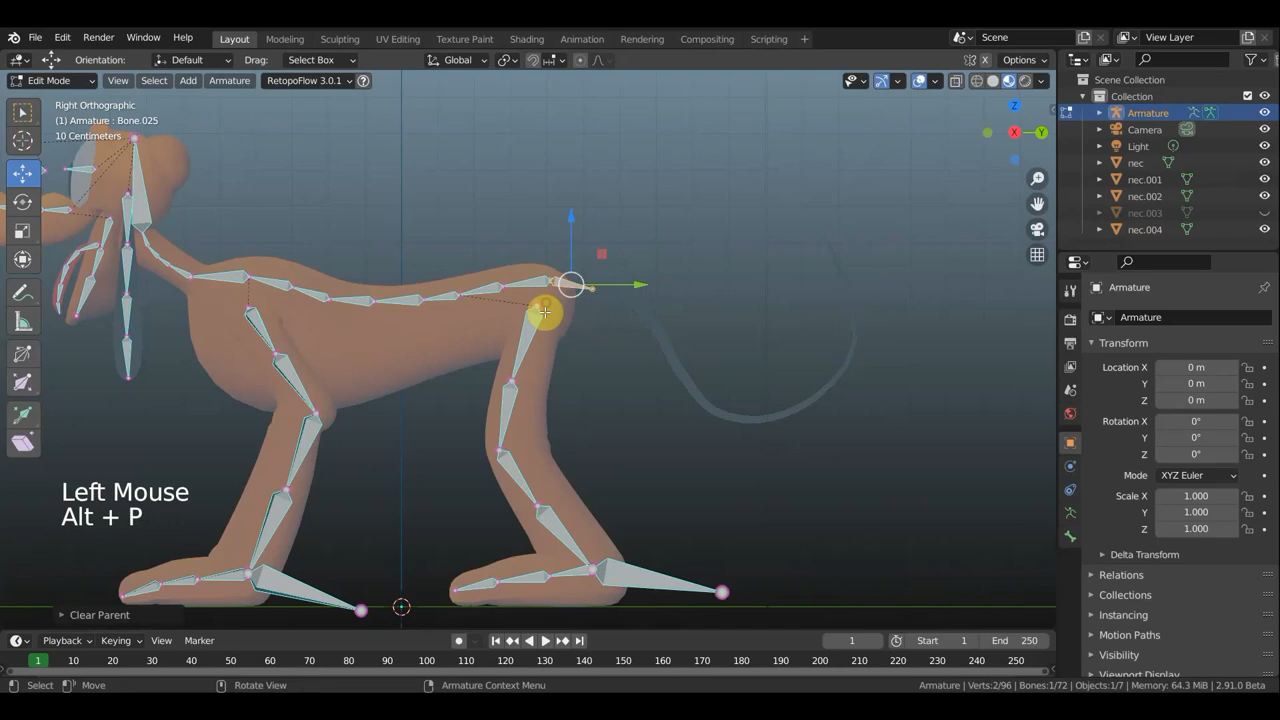 File Edit Render Window Help Layout Modeling Sculpting UV Editing Texture Paint Shading Animation Rendering Compositing Scripting + Scene View Layer
Orientation: Default Drag: Select Box Global Options
Edit Mode View Select Add Armature RetopoFlow 3.0.1
Right Orthographic
(1) Armature : Bone.025
10 Centimeters
X
Y
Z
Left Mouse
Alt + P
Clear Parent
Scene Collection
Collection
Armature
Camera
Light
nec
nec.001
nec.002
nec.003
nec.004
Armature
Armature
Transform
Location X 0 m
Y 0 m
Z 0 m
Rotation X 0°
Y 0°
Z 0°
Mode XYZ Euler
Scale X 1.000
Y 1.000
Z 1.000
Delta Transform
Relations
Collections
Instancing
Motion Paths
Visibility
Viewport Display
Playback Keying View Marker 1 Start 1 End 250
1 10 20 30 40 50 60 70 80 90 100 110 120 130 140 150 160 170 180 190 200 210 220 230 240 250
Select Move Rotate View Armature Context Menu Armature | Verts:2/96 | Bones:1/72 | Objects:1/7 | Memory: 64.3 MiB | 2.91.0 Beta